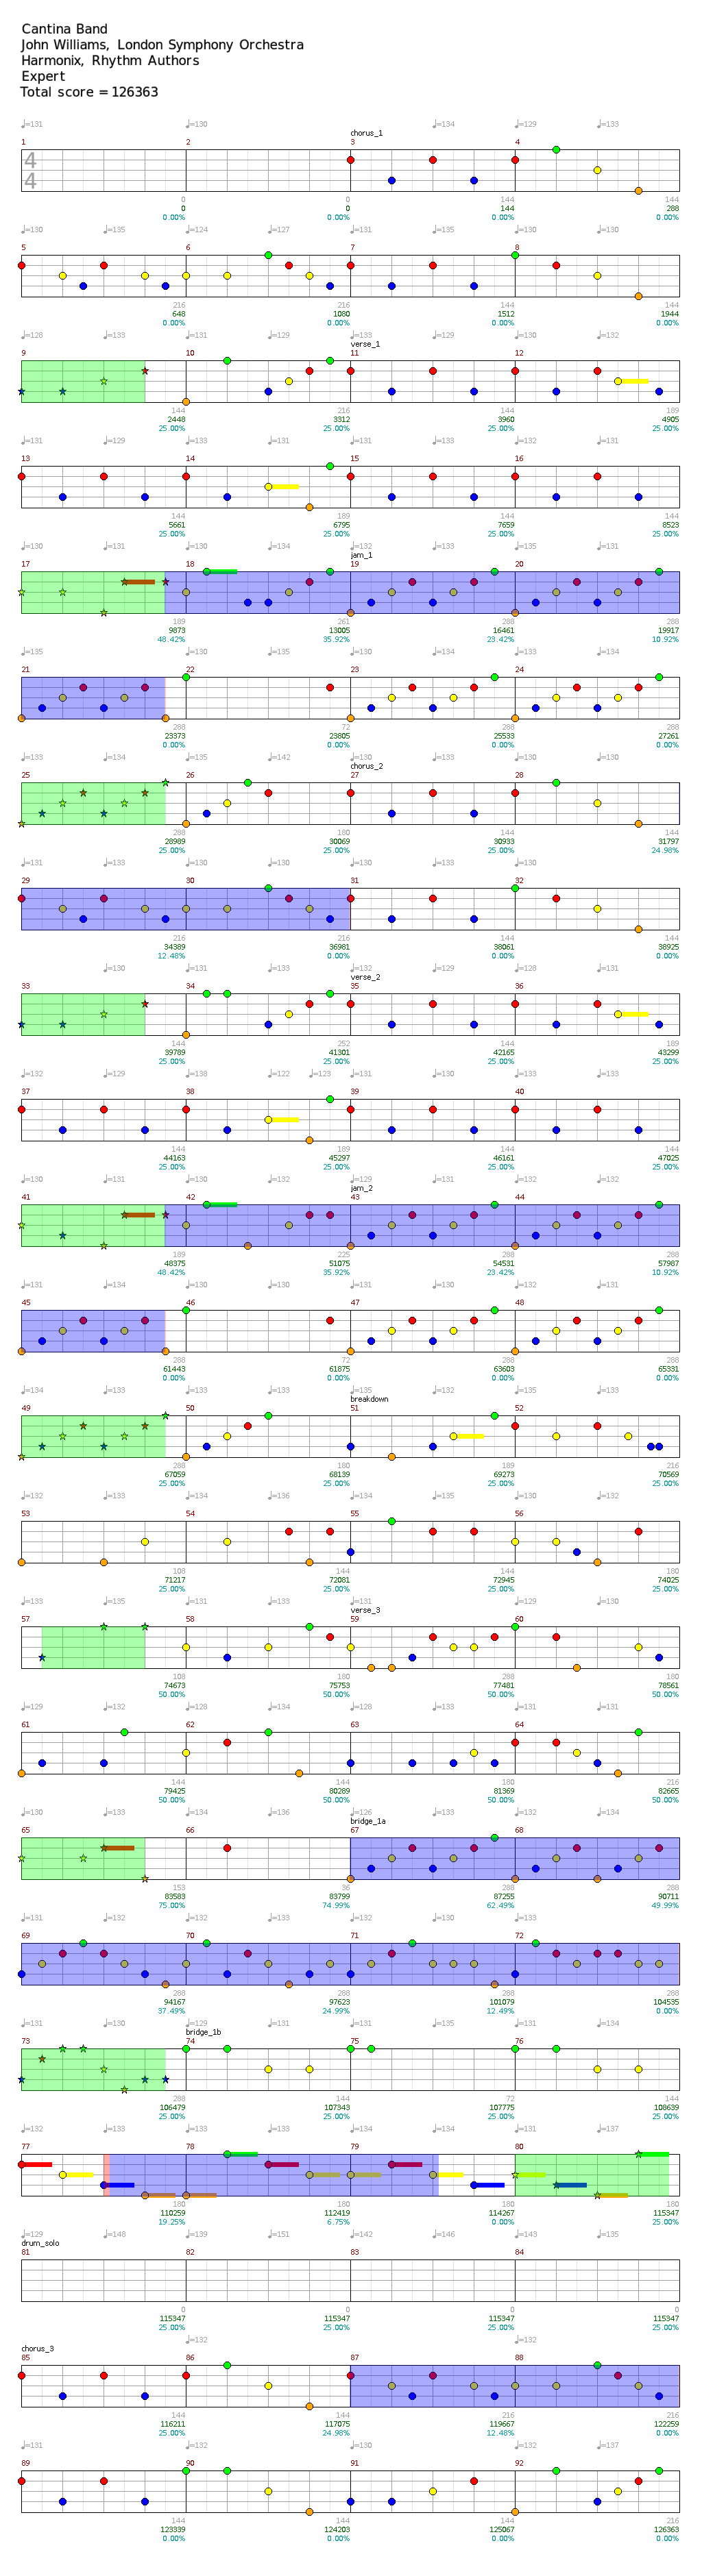 Cantina Band
John Williams, London Symphony Orchestra
Harmonix, Rhythm Authors
Expert
Total score = 126363
♩=131 ♩=130 ♩=134 ♩=129 ♩=133
chorus_1
1 2 3 4
4
4
0 0 144 144
0 0 144 288
0.00% 0.00% 0.00% 0.00%
♩=130 ♩=135 ♩=124 ♩=127 ♩=131 ♩=135 ♩=130 ♩=130
5 6 7 8
216 216 144 144
648 1080 1512 1944
0.00% 0.00% 0.00% 0.00%
♩=128 ♩=133 ♩=131 ♩=129 ♩=133 ♩=130 ♩=132
verse_1
9 10 11 12
144 216 144 189
2448 3312 3960 4905
25.00% 25.00% 25.00% 25.00%
♩=131 ♩=129 ♩=133 ♩=131 ♩=133 ♩=132 ♩=131
13 14 15 16
144 189 144 144
5661 6795 7659 8523
25.00% 25.00% 25.00% 25.00%
♩=130 ♩=131 ♩=130 ♩=134 ♩=132 ♩=133 ♩=130 ♩=135
jam_1
17 18 19 20
189 261 288 288
9873 13005 16461 19917
48.42% 35.92% 23.42% 10.92%
♩=135 ♩=130 ♩=134 ♩=130
21 22 23 24
288 72 288 288
23373 23805 25533 27261
0.00% 0.00% 0.00% 0.00%
♩=133 ♩=134 ♩=135 ♩=142 ♩=131 ♩=130 ♩=130
chorus_2
25 26 27 28
288 180 144 144
28989 30069 30933 31797
25.00% 25.00% 25.00% 24.98%
♩=131 ♩=133 ♩=131 ♩=130 ♩=130
29 30 31 32
216 216 144 144
34389 36981 38061 38925
12.48% 0.00% 0.00% 0.00%
♩=130 ♩=131 ♩=133 ♩=132 ♩=129 ♩=128 ♩=131
verse_2
33 34 35 36
144 252 144 189
39789 41301 42165 43299
25.00% 25.00% 25.00% 25.00%
♩=132 ♩=129 ♩=138 ♩=122 ♩=123 ♩=131 ♩=133 ♩=133
37 38 39 40
144 189 144 144
44163 45297 46161 47025
25.00% 25.00% 25.00% 25.00%
♩=130 ♩=131 ♩=130 ♩=129 ♩=131 ♩=133
jam_2
41 42 43 44
189 225 288 288
48375 51075 54531 57987
48.42% 35.92% 23.42% 10.92%
♩=131 ♩=134 ♩=130 ♩=131 ♩=135 ♩=130
45 46 47 48
288 72 288 288
61443 61875 63603 65331
0.00% 0.00% 0.00% 0.00%
♩=134 ♩=131 ♩=133 ♩=132 ♩=130
breakdown
49 50 51 52
288 180 189 216
67059 68139 69273 70569
25.00% 25.00% 25.00% 25.00%
♩=132 ♩=133 ♩=134 ♩=136 ♩=134 ♩=135 ♩=130 ♩=132
53 54 55 56
108 144 144 180
71217 72081 72945 74025
25.00% 25.00% 25.00% 25.00%
♩=133 ♩=135 ♩=131 ♩=129 ♩=130
verse_3
57 58 59 60
108 180 288 180
74673 75753 77481 78561
50.00% 50.00% 50.00% 50.00%
♩=129 ♩=132 ♩=128 ♩=134 ♩=128 ♩=133 ♩=131 ♩=131
61 62 63 64
144 144 180 216
79425 80289 81369 82665
50.00% 50.00% 50.00% 50.00%
♩=130 ♩=134 ♩=131 ♩=133 ♩=126 ♩=131 ♩=132 ♩=134
bridge_1a
65 66 67 68
153 36 288 288
83583 83799 87255 90711
75.00% 74.99% 62.49% 49.99%
♩=131 ♩=132 ♩=132 ♩=133 ♩=131 ♩=135 ♩=132
69 70 71 72
288 288 288 288
94167 97623 101079 104535
37.49% 24.99% 12.49% 0.00%
♩=131 ♩=130 ♩=129 ♩=133 ♩=135 ♩=131 ♩=134
bridge_1b
73 74 75 76
288 144 72 144
106479 107343 107775 108639
25.00% 25.00% 25.00% 25.00%
♩=132 ♩=133 ♩=132 ♩=134 ♩=134 ♩=131 ♩=137
77 78 79 80
180 180 144 180
110259 112419 114267 115347
19.25% 6.75% 0.00% 25.00%
♩=129 ♩=148 ♩=139 ♩=151 ♩=142 ♩=146 ♩=143 ♩=135
drum_solo
81 82 83 84
0 0 0 0
115347 115347 115347 115347
25.00% 25.00% 25.00% 25.00%
♩=132 ♩=132
chorus_3
85 86 87 88
144 144 216 216
116211 117075 119667 122259
25.00% 24.98% 12.48% 0.00%
♩=131 ♩=132 ♩=130 ♩=132 ♩=137
89 90 91 92
144 144 144 216
123339 124203 125067 126363
0.00% 0.00% 0.00% 0.00%